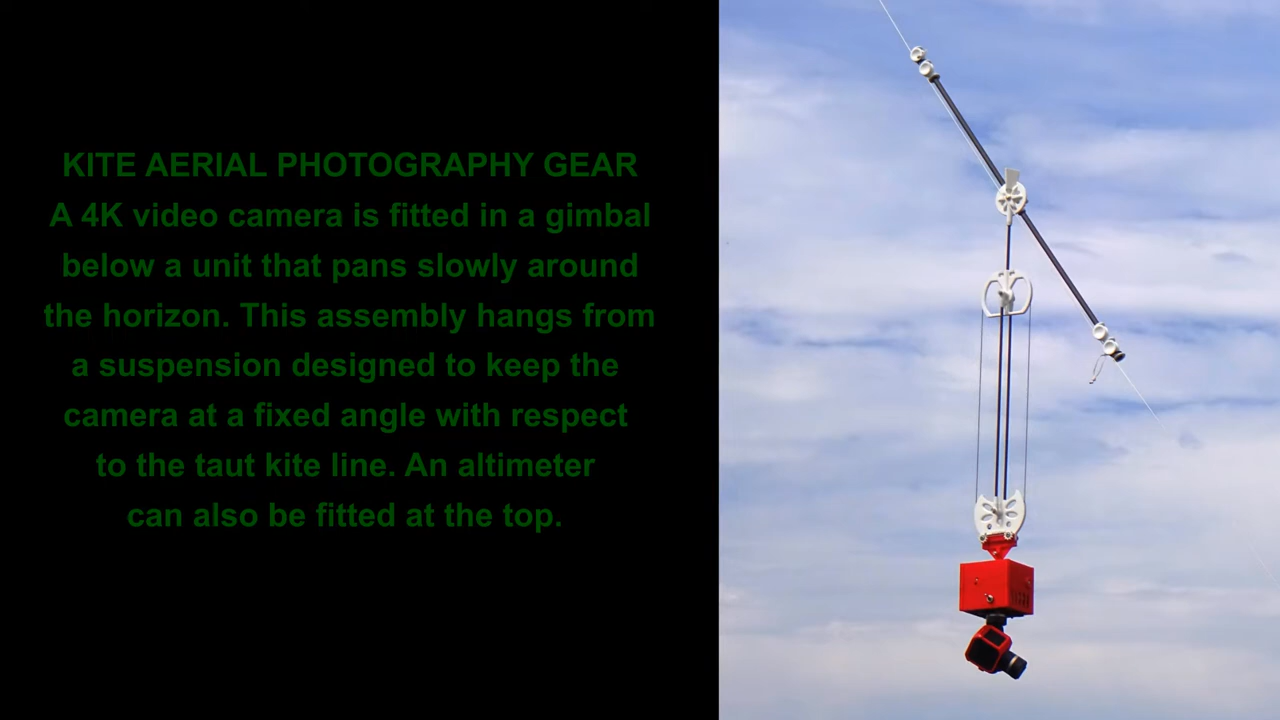 KITE AERIAL PHOTOGRAPHY GEAR
A 4K video camera is fitted in a gimbal
below a unit that pans slowly around
the horizon. This assembly hangs from
a suspension designed to keep the
camera at a fixed angle with respect
to the taut kite line. An altimeter
can also be fitted at the top.